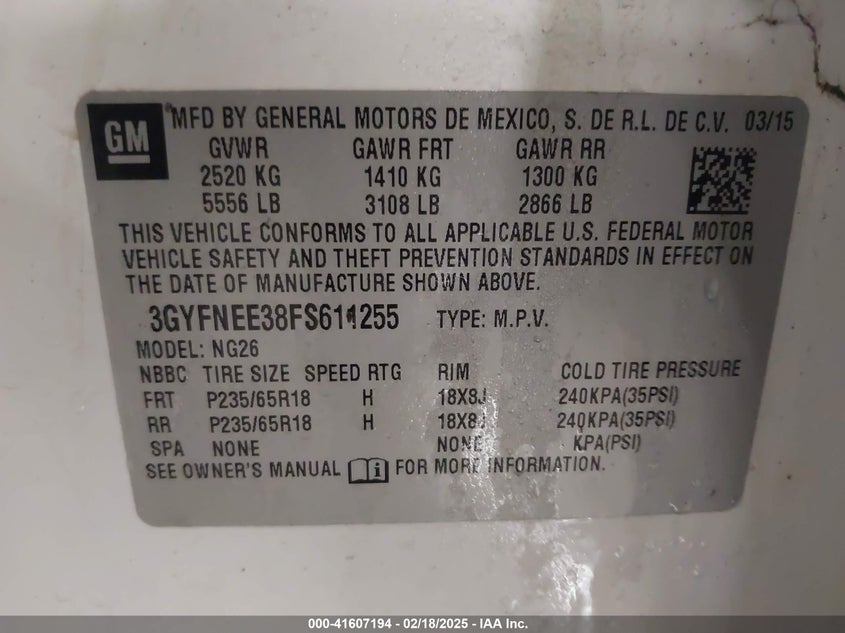 GM ® MFD BY GENERAL MOTORS DE MEXICO, S. DE R.L. DE C.V. 03/15
GVWR GAWR FRT GAWR RR
2520 KG 1410 KG 1300 KG
5556 LB 3108 LB 2866 LB
THIS VEHICLE CONFORMS TO ALL APPLICABLE U.S. FEDERAL MOTOR
VEHICLE SAFETY AND THEFT PREVENTION STANDARDS IN EFFECT ON
THE DATE OF MANUFACTURE SHOWN ABOVE.
3GYFNEE38FS611255 TYPE: M.P.V.
MODEL: NG26
NBBC TIRE SIZE SPEED RTG RIM COLD TIRE PRESSURE
FRT P235/65R18 H 18X8J 240KPA(35PSI)
RR P235/65R18 H 18X8J 240KPA(35PSI)
SPA NONE NONE KPA(PSI)
SEE OWNER'S MANUAL FOR MORE INFORMATION.
000-41607194 - 02/18/2025 - IAA Inc.